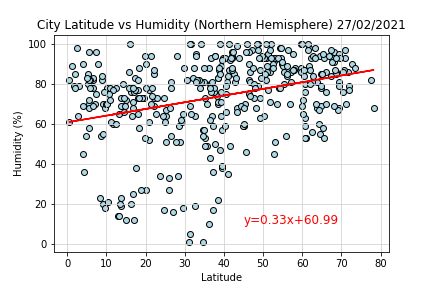 City Latitude vs Humidity (Northern Hemisphere) 27/02/2021
100
80
60
40
20
0
Humidity (%)
y=0.33x+60.99
0 10 20 30 40 50 60 70 80
Latitude